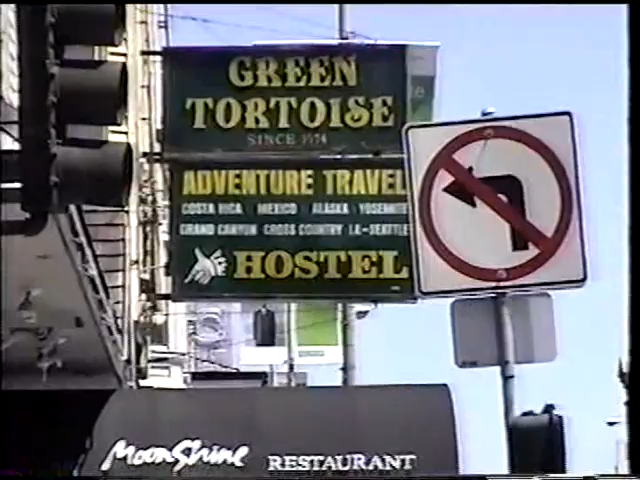 GREEN
TORTOISE
SINCE 1974
ADVENTURE TRAVEL
COSTA RICA MEXICO ALASKA YOSEMITE
GRAND CANYON CROSS COUNTRY LA-SEATTLE
HOSTEL
MoonShine RESTAURANT